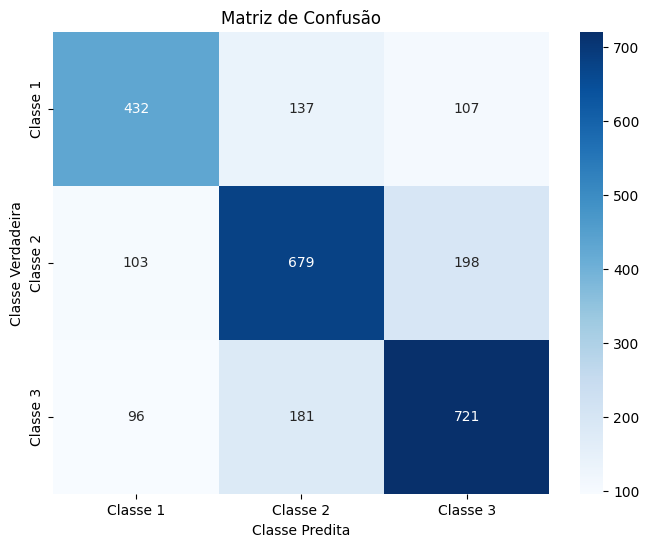 Matriz de Confusão
Classe Verdadeira
Classe 1
432 137 107
Classe 2
103 679 198
Classe 3
96 181 721
Classe 1 Classe 2 Classe 3
Classe Predita
700
600
500
400
300
200
100